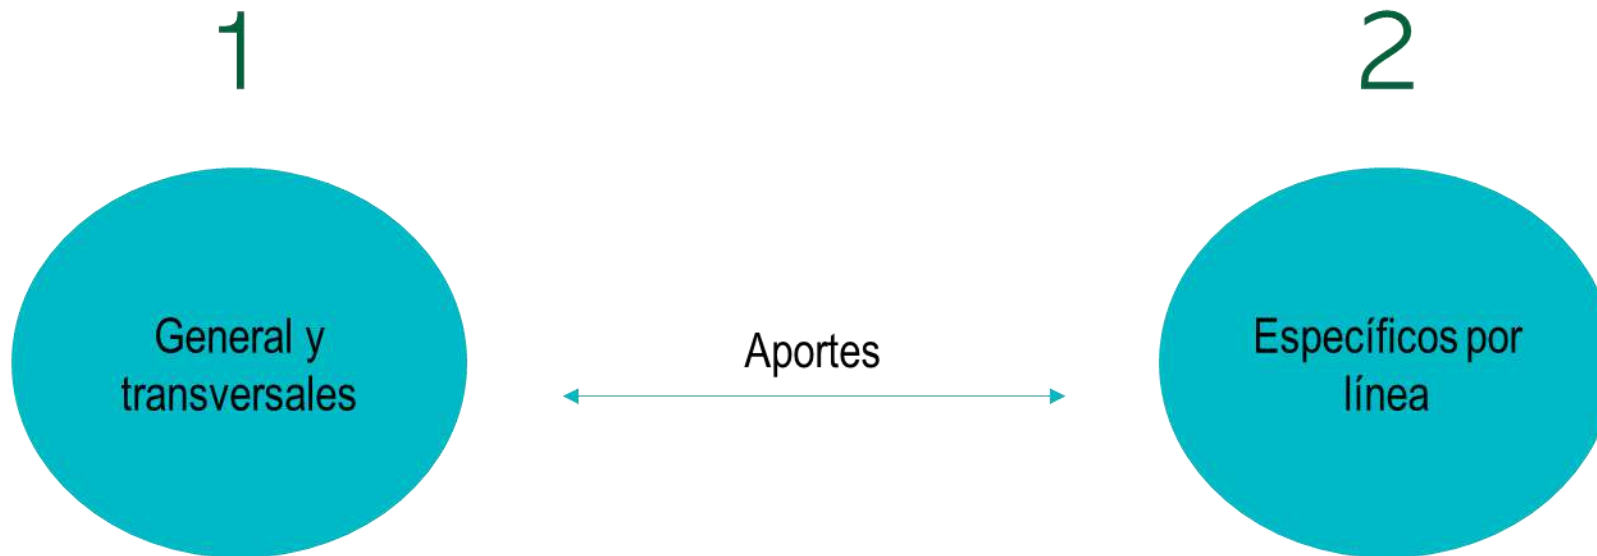 1
2
General y
transversales
Aportes
Específicos por
línea